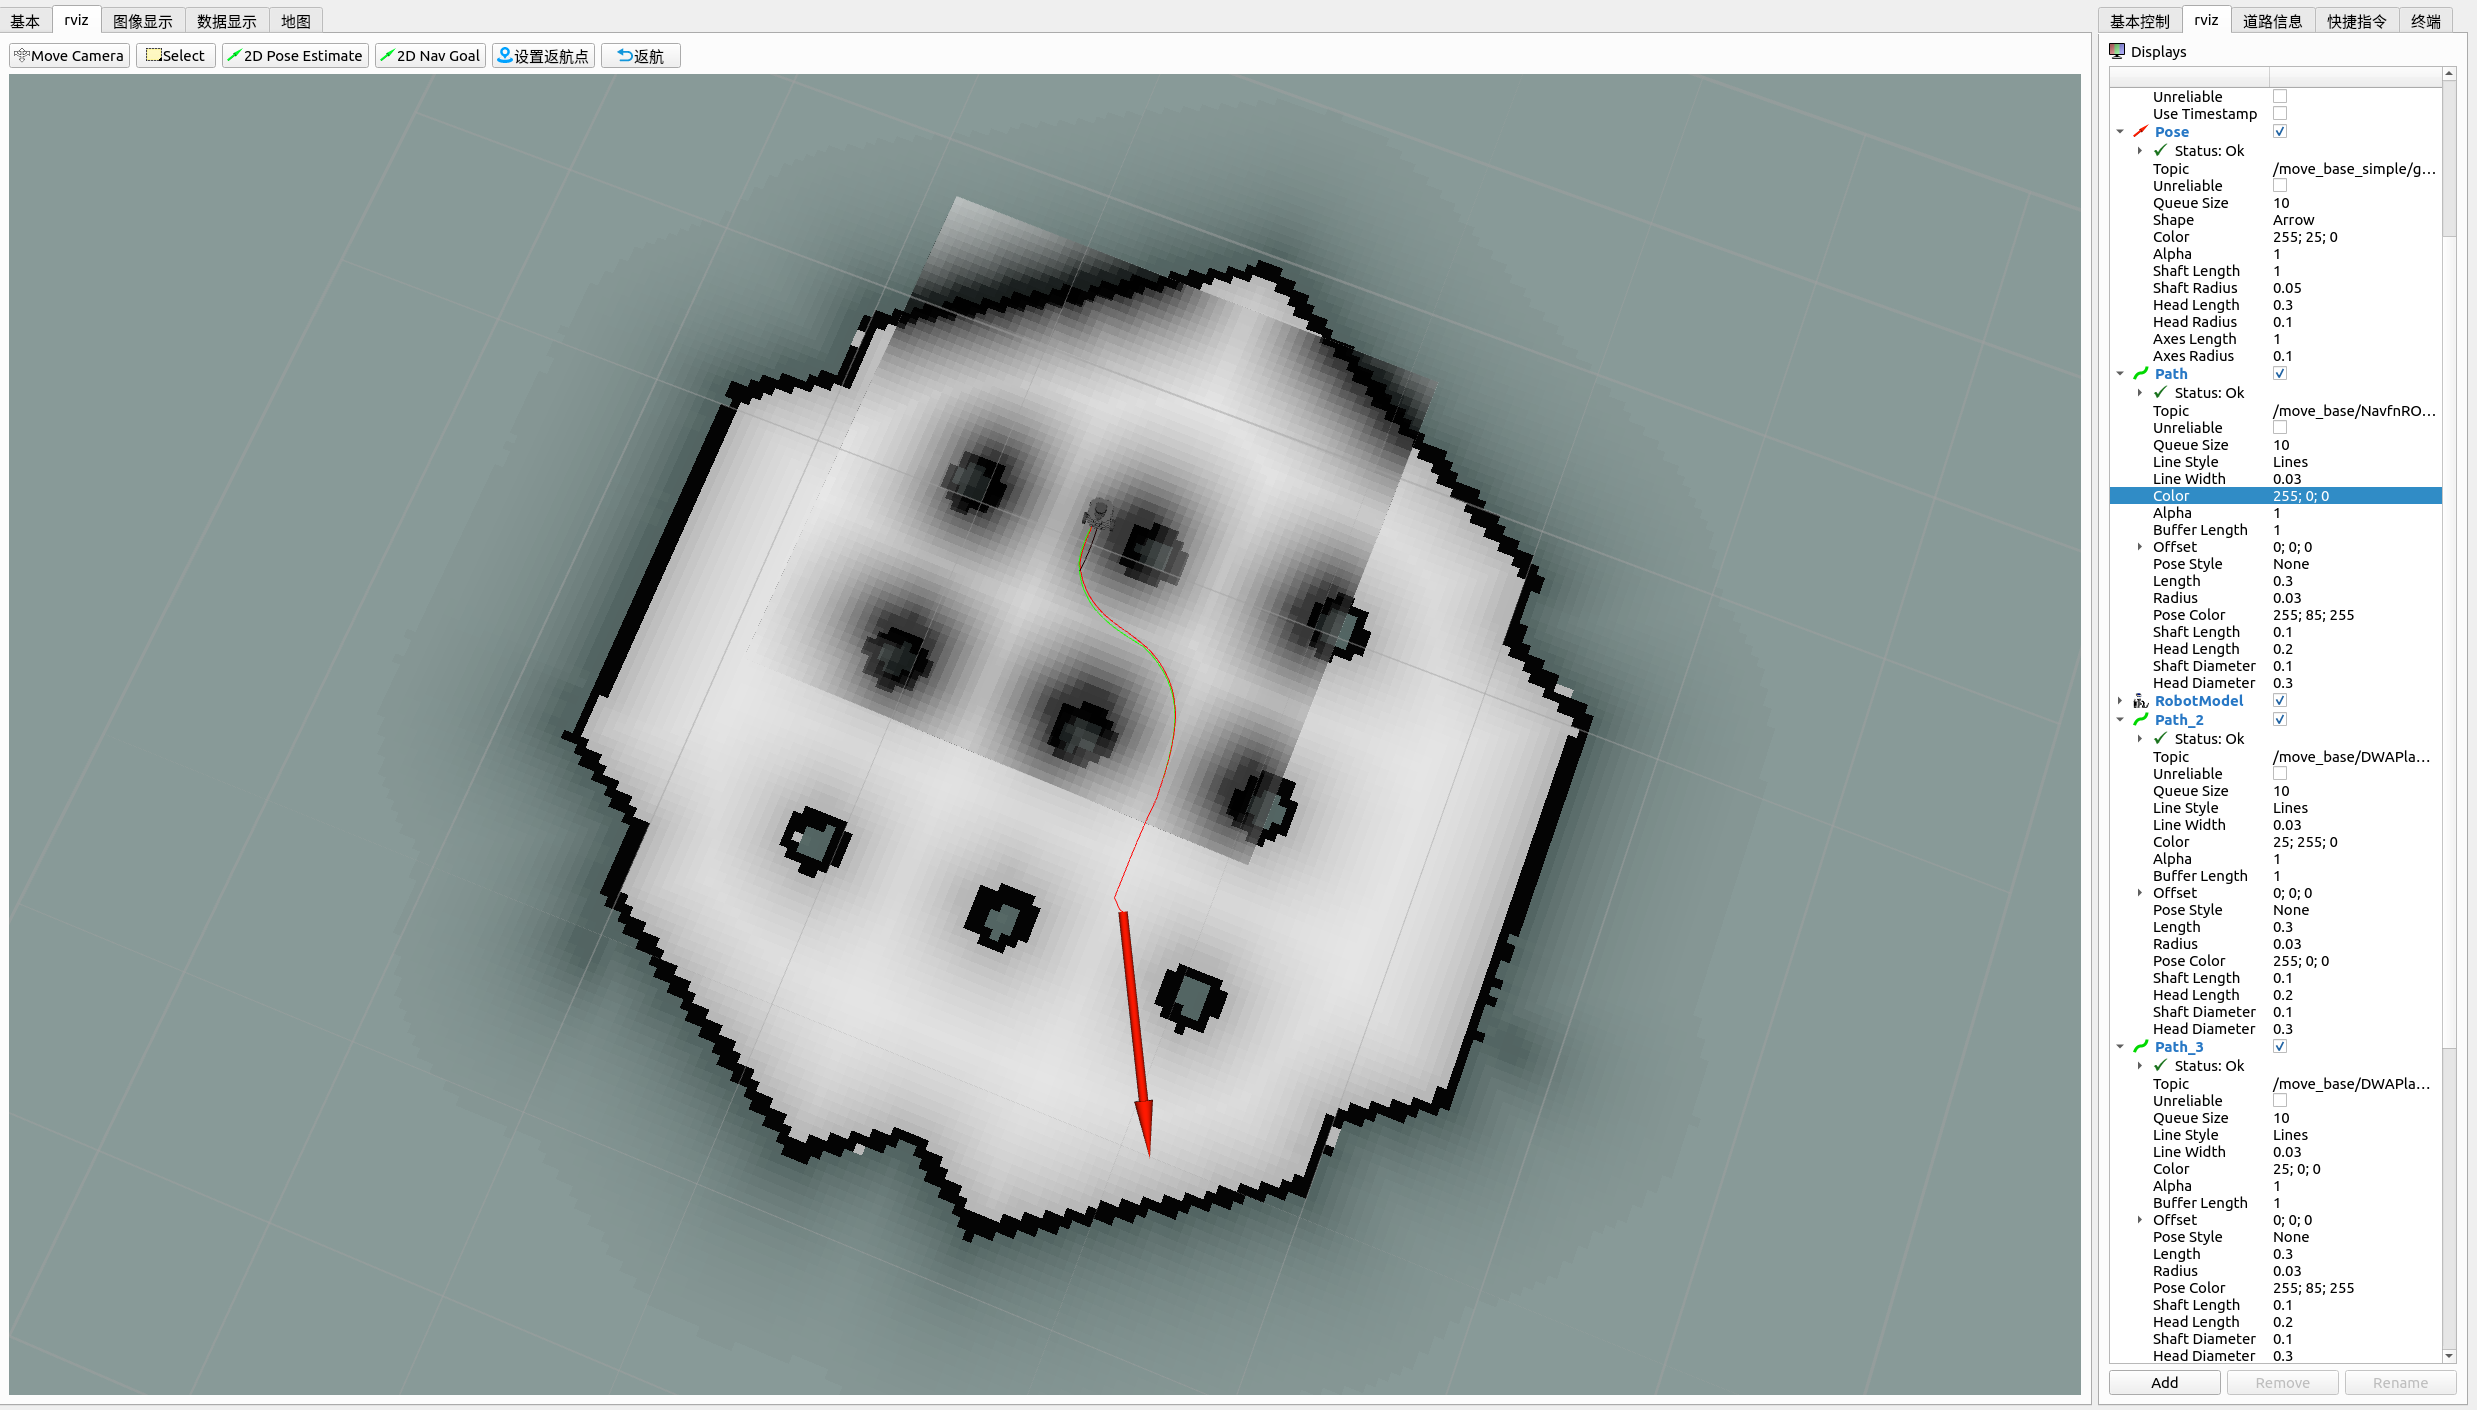 基本 rviz 图像显示 数据显示 地图
Move Camera Select 2D Pose Estimate 2D Nav Goal 设置返航点 返航
基本控制 rviz 道路信息 快捷指令 终端
Displays
Unreliable
Use Timestamp
Pose
Status: Ok
Topic /move_base_simple/g...
Unreliable
Queue Size 10
Shape Arrow
Color 255; 25; 0
Alpha 1
Shaft Length 1
Shaft Radius 0.05
Head Length 0.3
Head Radius 0.1
Axes Length 1
Axes Radius 0.1
Path
Status: Ok
Topic /move_base/NavfnRO...
Unreliable
Queue Size 10
Line Style Lines
Line Width 0.03
Color 255; 0; 0
Alpha 1
Buffer Length 1
Offset 0; 0; 0
Pose Style None
Length 0.3
Radius 0.03
Pose Color 255; 85; 255
Shaft Length 0.1
Head Length 0.2
Shaft Diameter 0.1
Head Diameter 0.3
RobotModel
Path_2
Status: Ok
Topic /move_base/DWAPla...
Unreliable
Queue Size 10
Line Style Lines
Line Width 0.03
Color 25; 255; 0
Alpha 1
Buffer Length 1
Offset 0; 0; 0
Pose Style None
Length 0.3
Radius 0.03
Pose Color 255; 0; 0
Shaft Length 0.1
Head Length 0.2
Shaft Diameter 0.1
Head Diameter 0.3
Path_3
Status: Ok
Topic /move_base/DWAPla...
Unreliable
Queue Size 10
Line Style Lines
Line Width 0.03
Color 25; 0; 0
Alpha 1
Buffer Length 1
Offset 0; 0; 0
Pose Style None
Length 0.3
Radius 0.03
Pose Color 255; 85; 255
Shaft Length 0.1
Head Length 0.2
Shaft Diameter 0.1
Head Diameter 0.3
Add Remove Rename